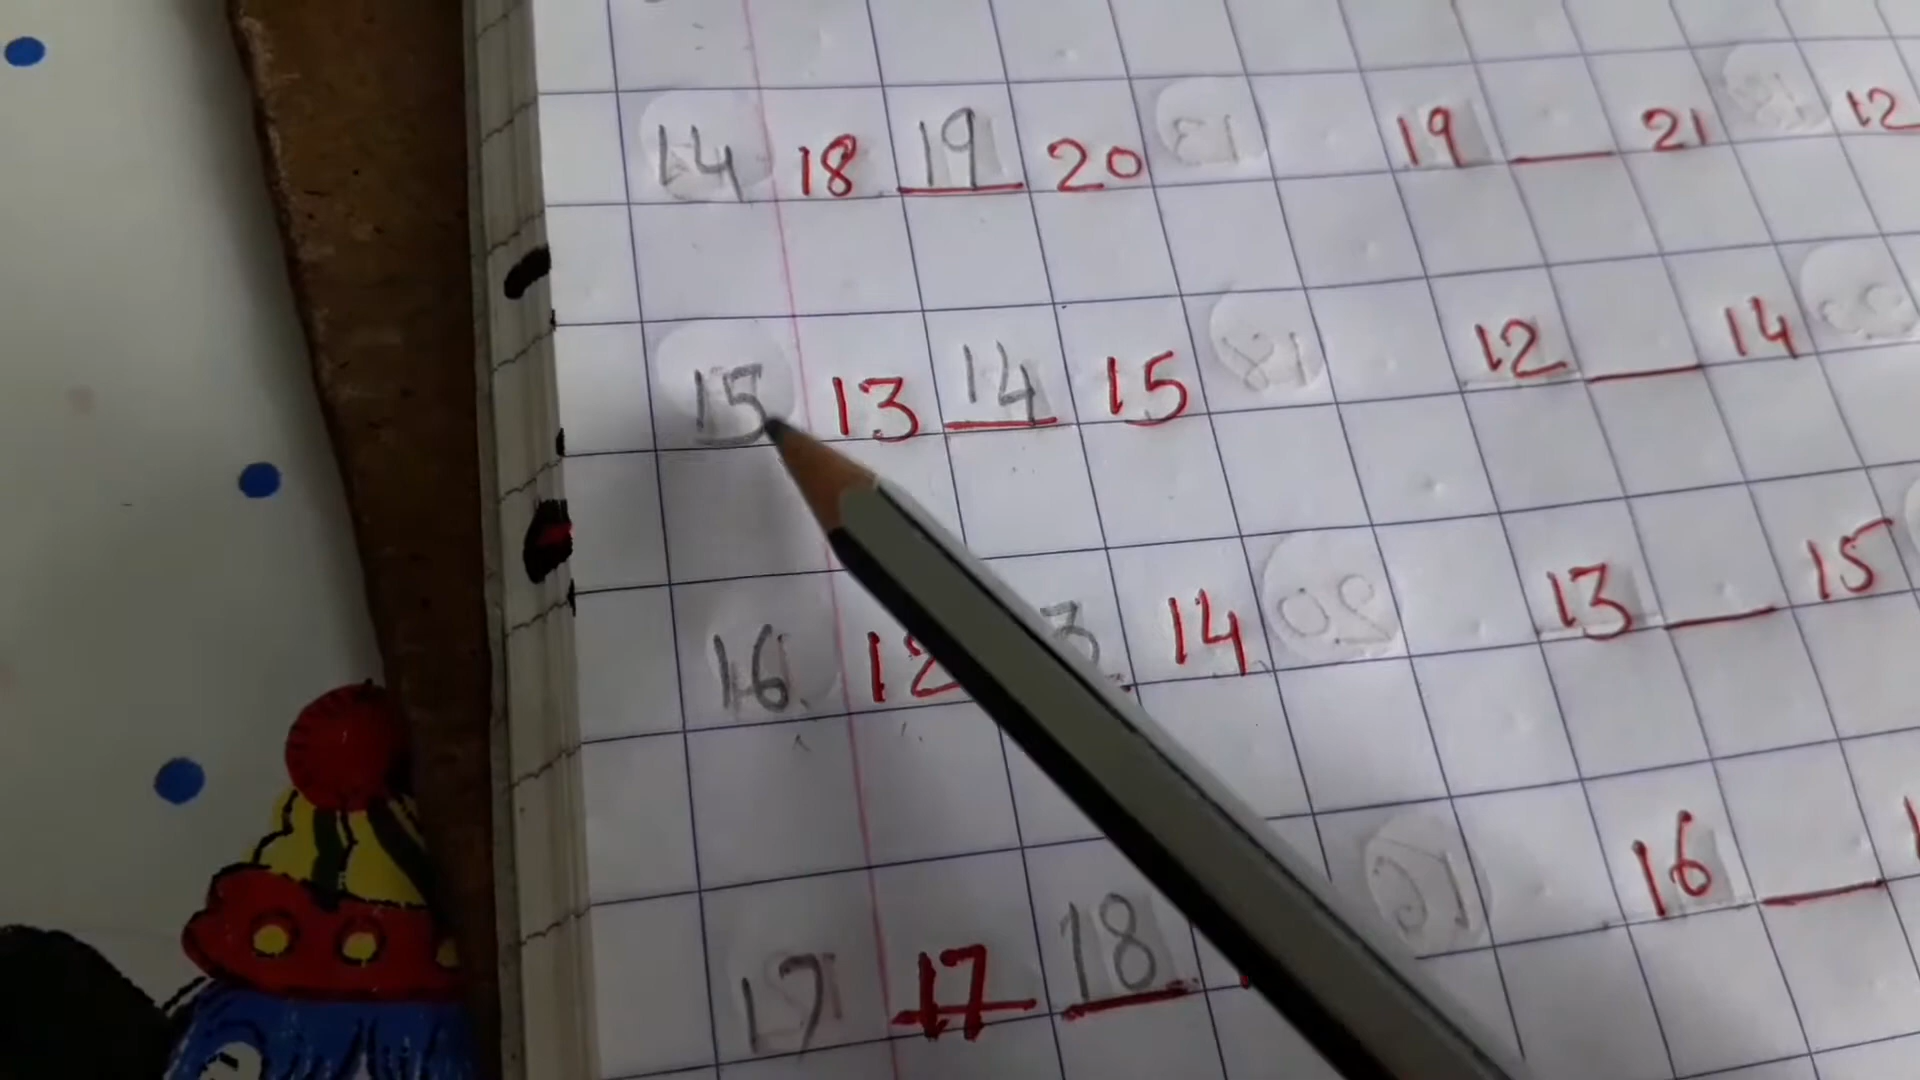 14 18 19 20 19 __ 21 12
15 13 14 15 12 __ 14
16 12 3 14 13 __ 15
17 17 18 16 __